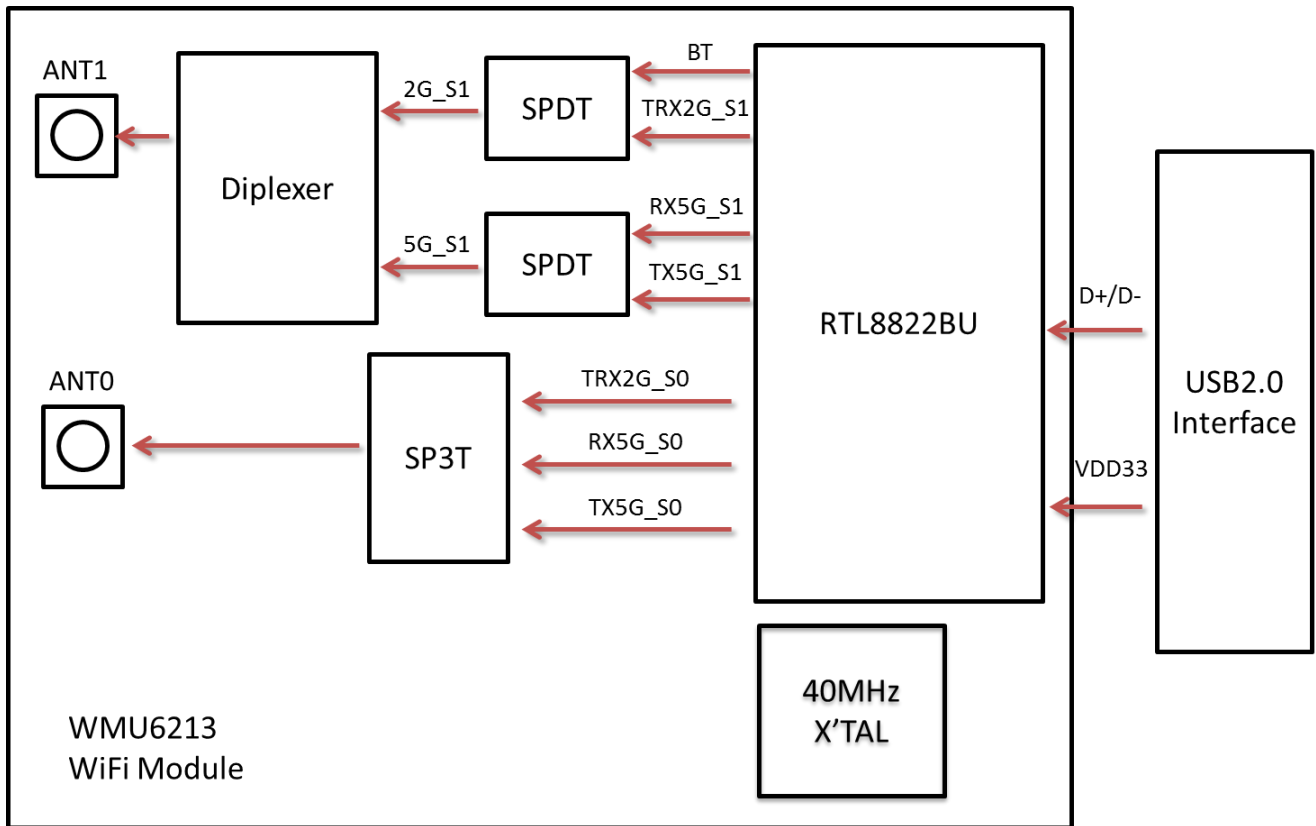 ANT1
Diplexer
2G_S1
5G_S1
SPDT
SPDT
BT
TRX2G_S1
RX5G_S1
TX5G_S1
RTL8822BU
D+/D-
VDD33
USB2.0
Interface
ANT0
SP3T
TRX2G_S0
RX5G_S0
TX5G_S0
40MHz
X’TAL
WMU6213
WiFi Module